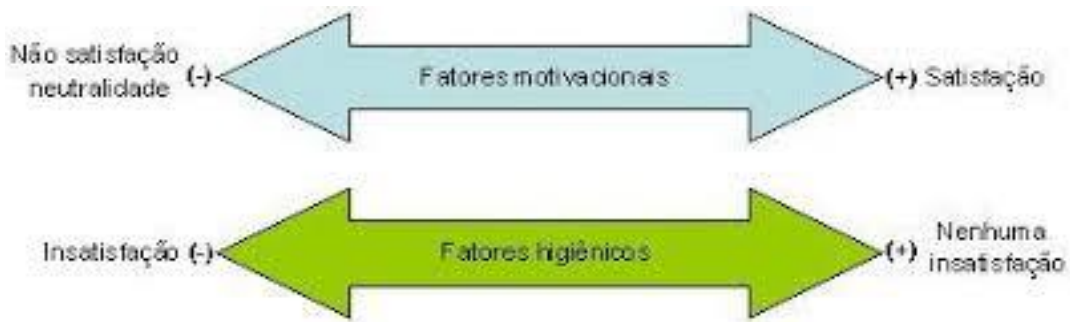 Não satisfação
neutralidade
(-)
Fatores motivacionais
(+) Satisfação
Insatisfação (-)
Fatores higiênicos
(+)
Nenhuma
insatisfação